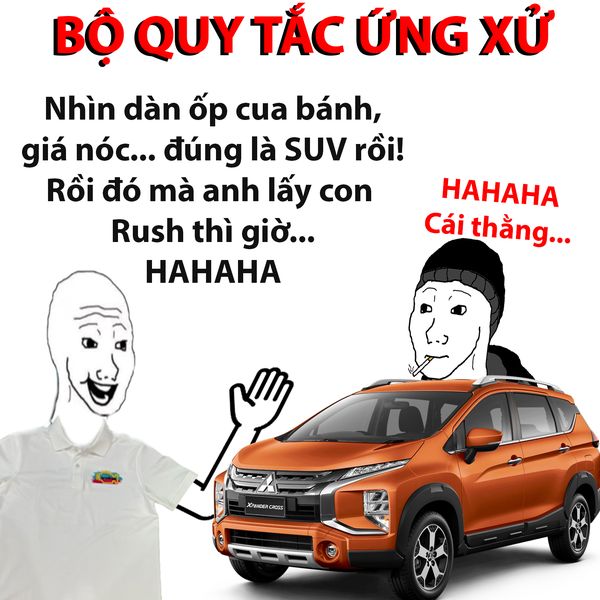 BỘ QUY TẮC ỨNG XỬ
Nhìn dàn ốp cua bánh,
giá nóc... đúng là SUV rồi!
Rồi đó mà anh lấy con
Rush thì giờ...
HAHAHA
HAHAHA
Cái thằng...
XPANDER CROSS